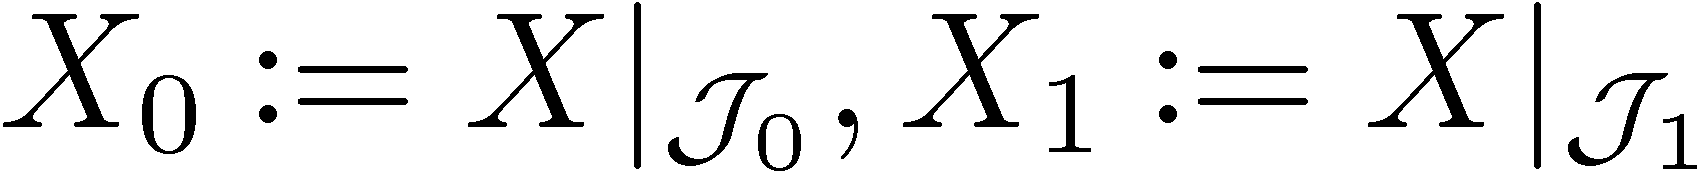 X_0 := X|_{\mathcal{J}_0}, X_1 := X|_{\mathcal{J}_1}